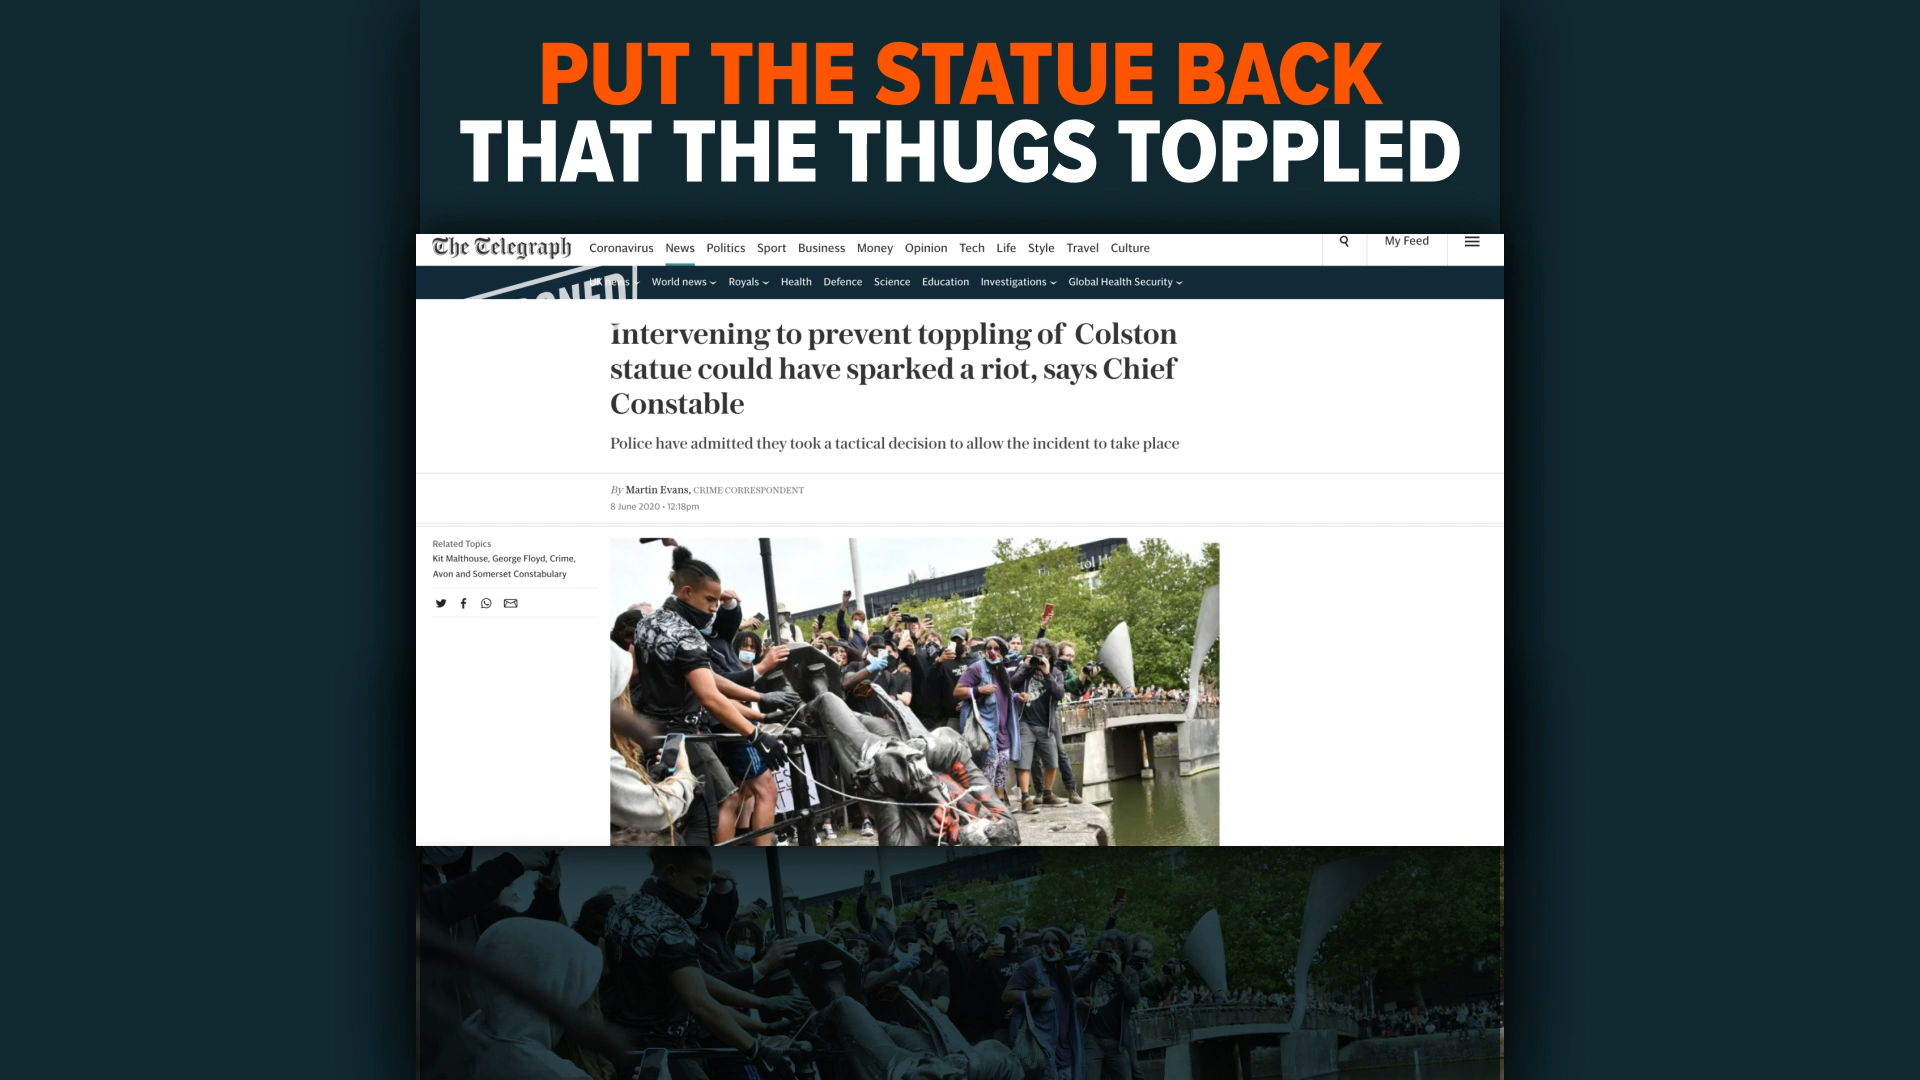 PUT THE STATUE BACK
THAT THE THUGS TOPPLED
The Telegraph Coronavirus News Politics Sport Business Money Opinion Tech Life Style Travel Culture My Feed
UK news World news Royals Health Defence Science Education Investigations Global Health Security
Intervening to prevent toppling of Colston
statue could have sparked a riot, says Chief
Constable
Police have admitted they took a tactical decision to allow the incident to take place
By Martin Evans, CRIME CORRESPONDENT
8 June 2020 • 12:18pm
Related Topics
Kit Malthouse, George Floyd, Crime,
Avon and Somerset Constabulary